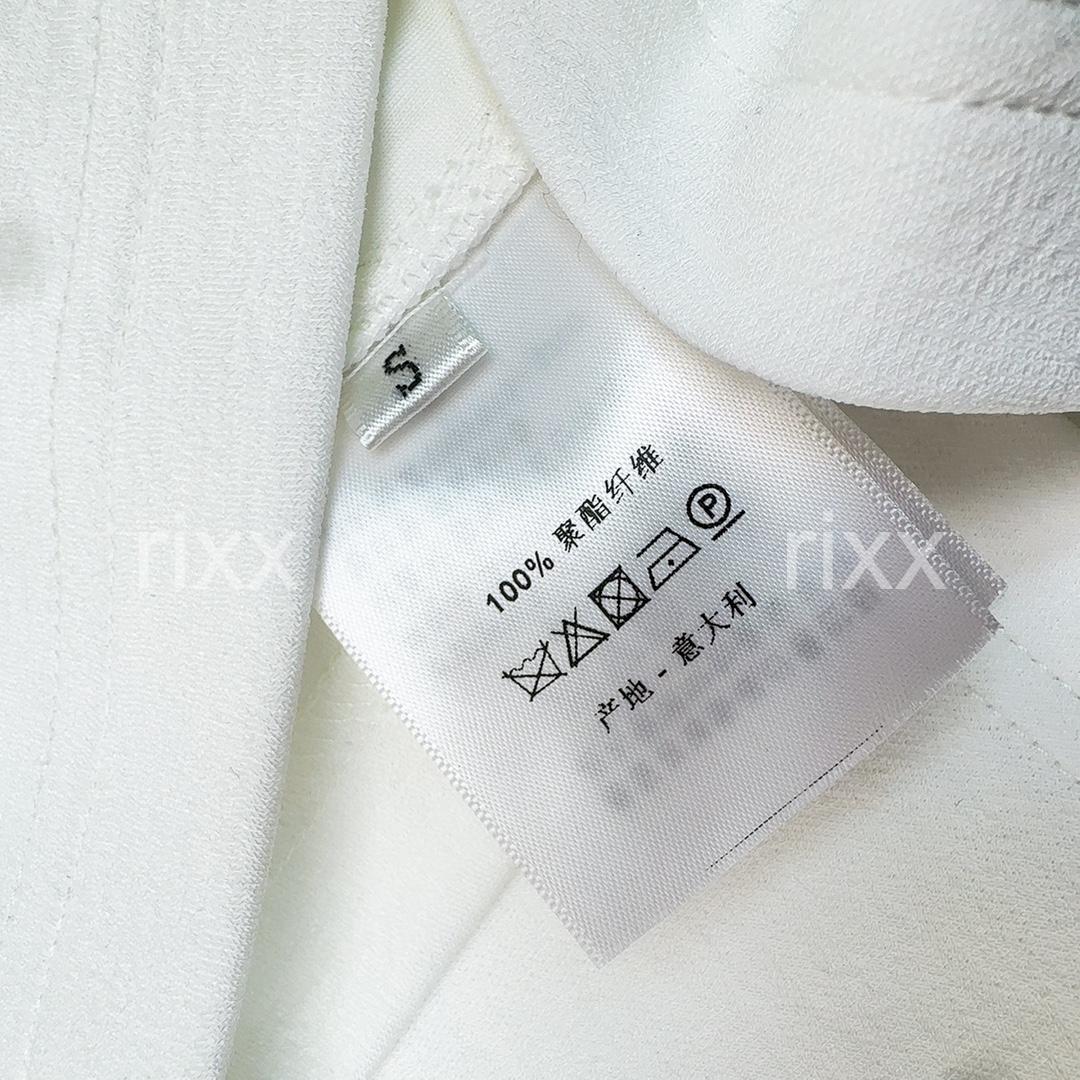 S
100% 聚酯纤维
P
产地 - 意大利
rixx
rixx